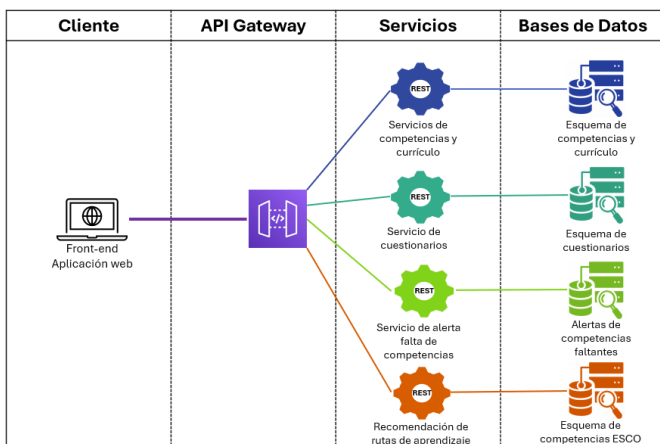 Cliente
API Gateway
Servicios
Bases de Datos
REST
Servicios de
competencias y
currículo
Esquema de
competencias y
currículo
REST
Servicio de
cuestionarios
Esquema de
cuestionarios
</>
Front-end
Aplicación web
REST
Servicio de alerta
falta de
competencias
Alertas de
competencias
faltantes
REST
Recomendación de
rutas de aprendizaje
Esquema de
competencias ESCO